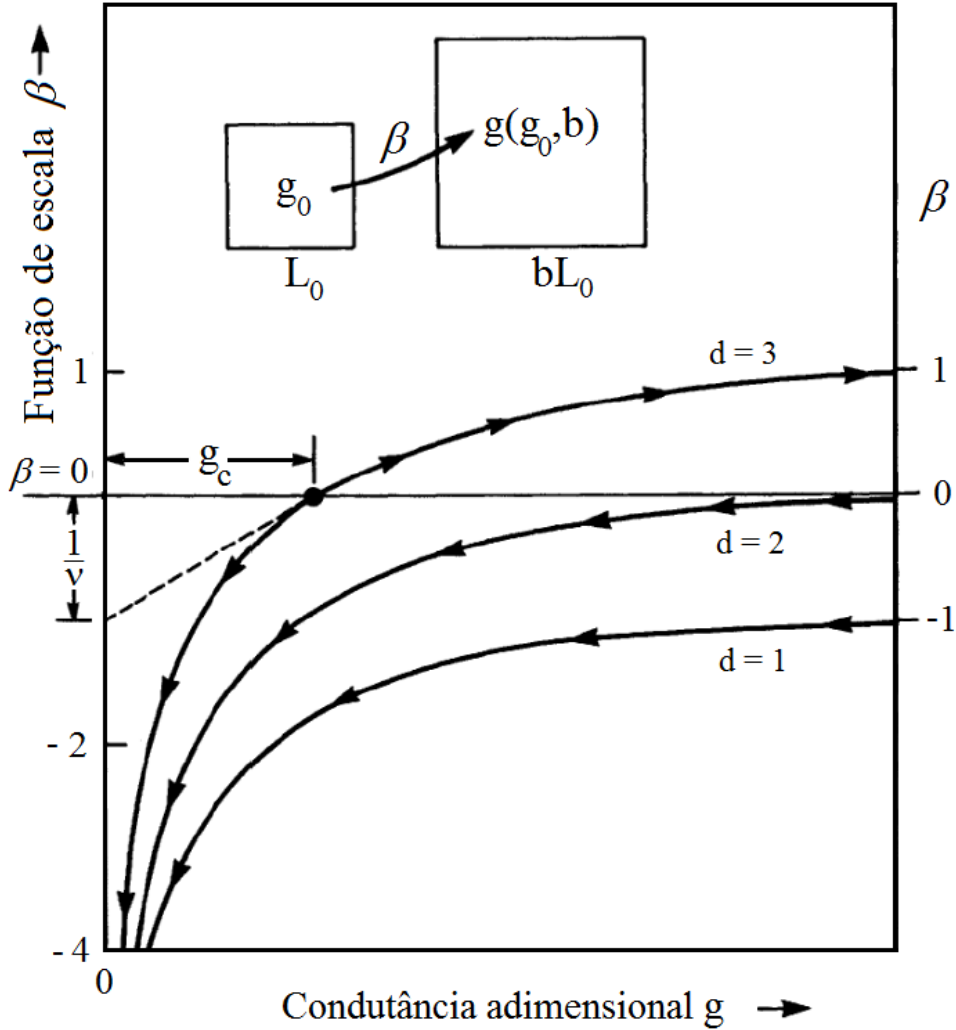 Função de escala β
g₀
β
g(g₀,b)
L₀
bL₀
β
1
d = 3
1
g꜀
β = 0
0
1
ν
d = 2
-1
d = 1
- 2
- 4
0
Condutância adimensional g